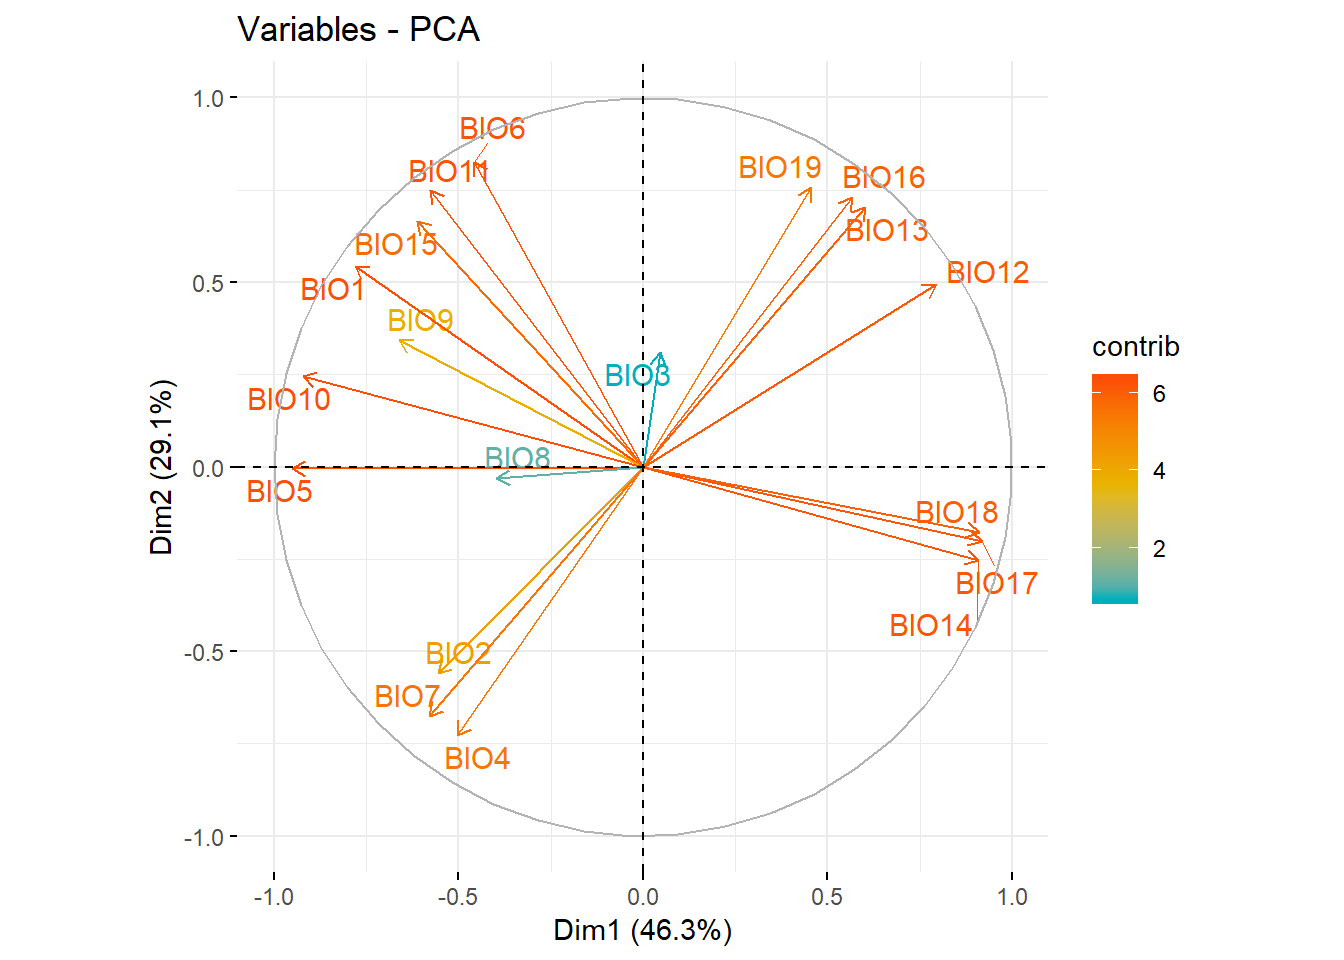 Variables - PCA
1.0
0.5
0.0
-0.5
-1.0
Dim2 (29.1%)
BIO6
BIO11
BIO19
BIO16
BIO15
BIO13
BIO1
BIO12
BIO9
BIO3
BIO10
BIO8
BIO5
BIO18
BIO17
BIO14
BIO2
BIO7
BIO4
-1.0
-0.5
0.0
0.5
1.0
Dim1 (46.3%)
contrib
6
4
2